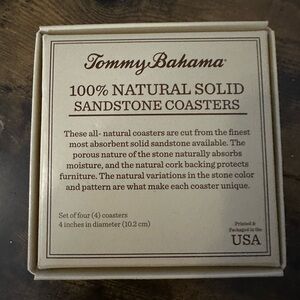 Tommy Bahama®
100% NATURAL SOLID
SANDSTONE COASTERS
These all- natural coasters are cut from the finest
most absorbent solid sandstone available. The
porous nature of the stone naturally absorbs
moisture, and the natural cork backing protects
furniture. The natural variations in the stone color
and pattern are what make each coaster unique.
Set of four (4) coasters
4 inches in diameter (10.2 cm)
Printed &
Packaged in the
USA